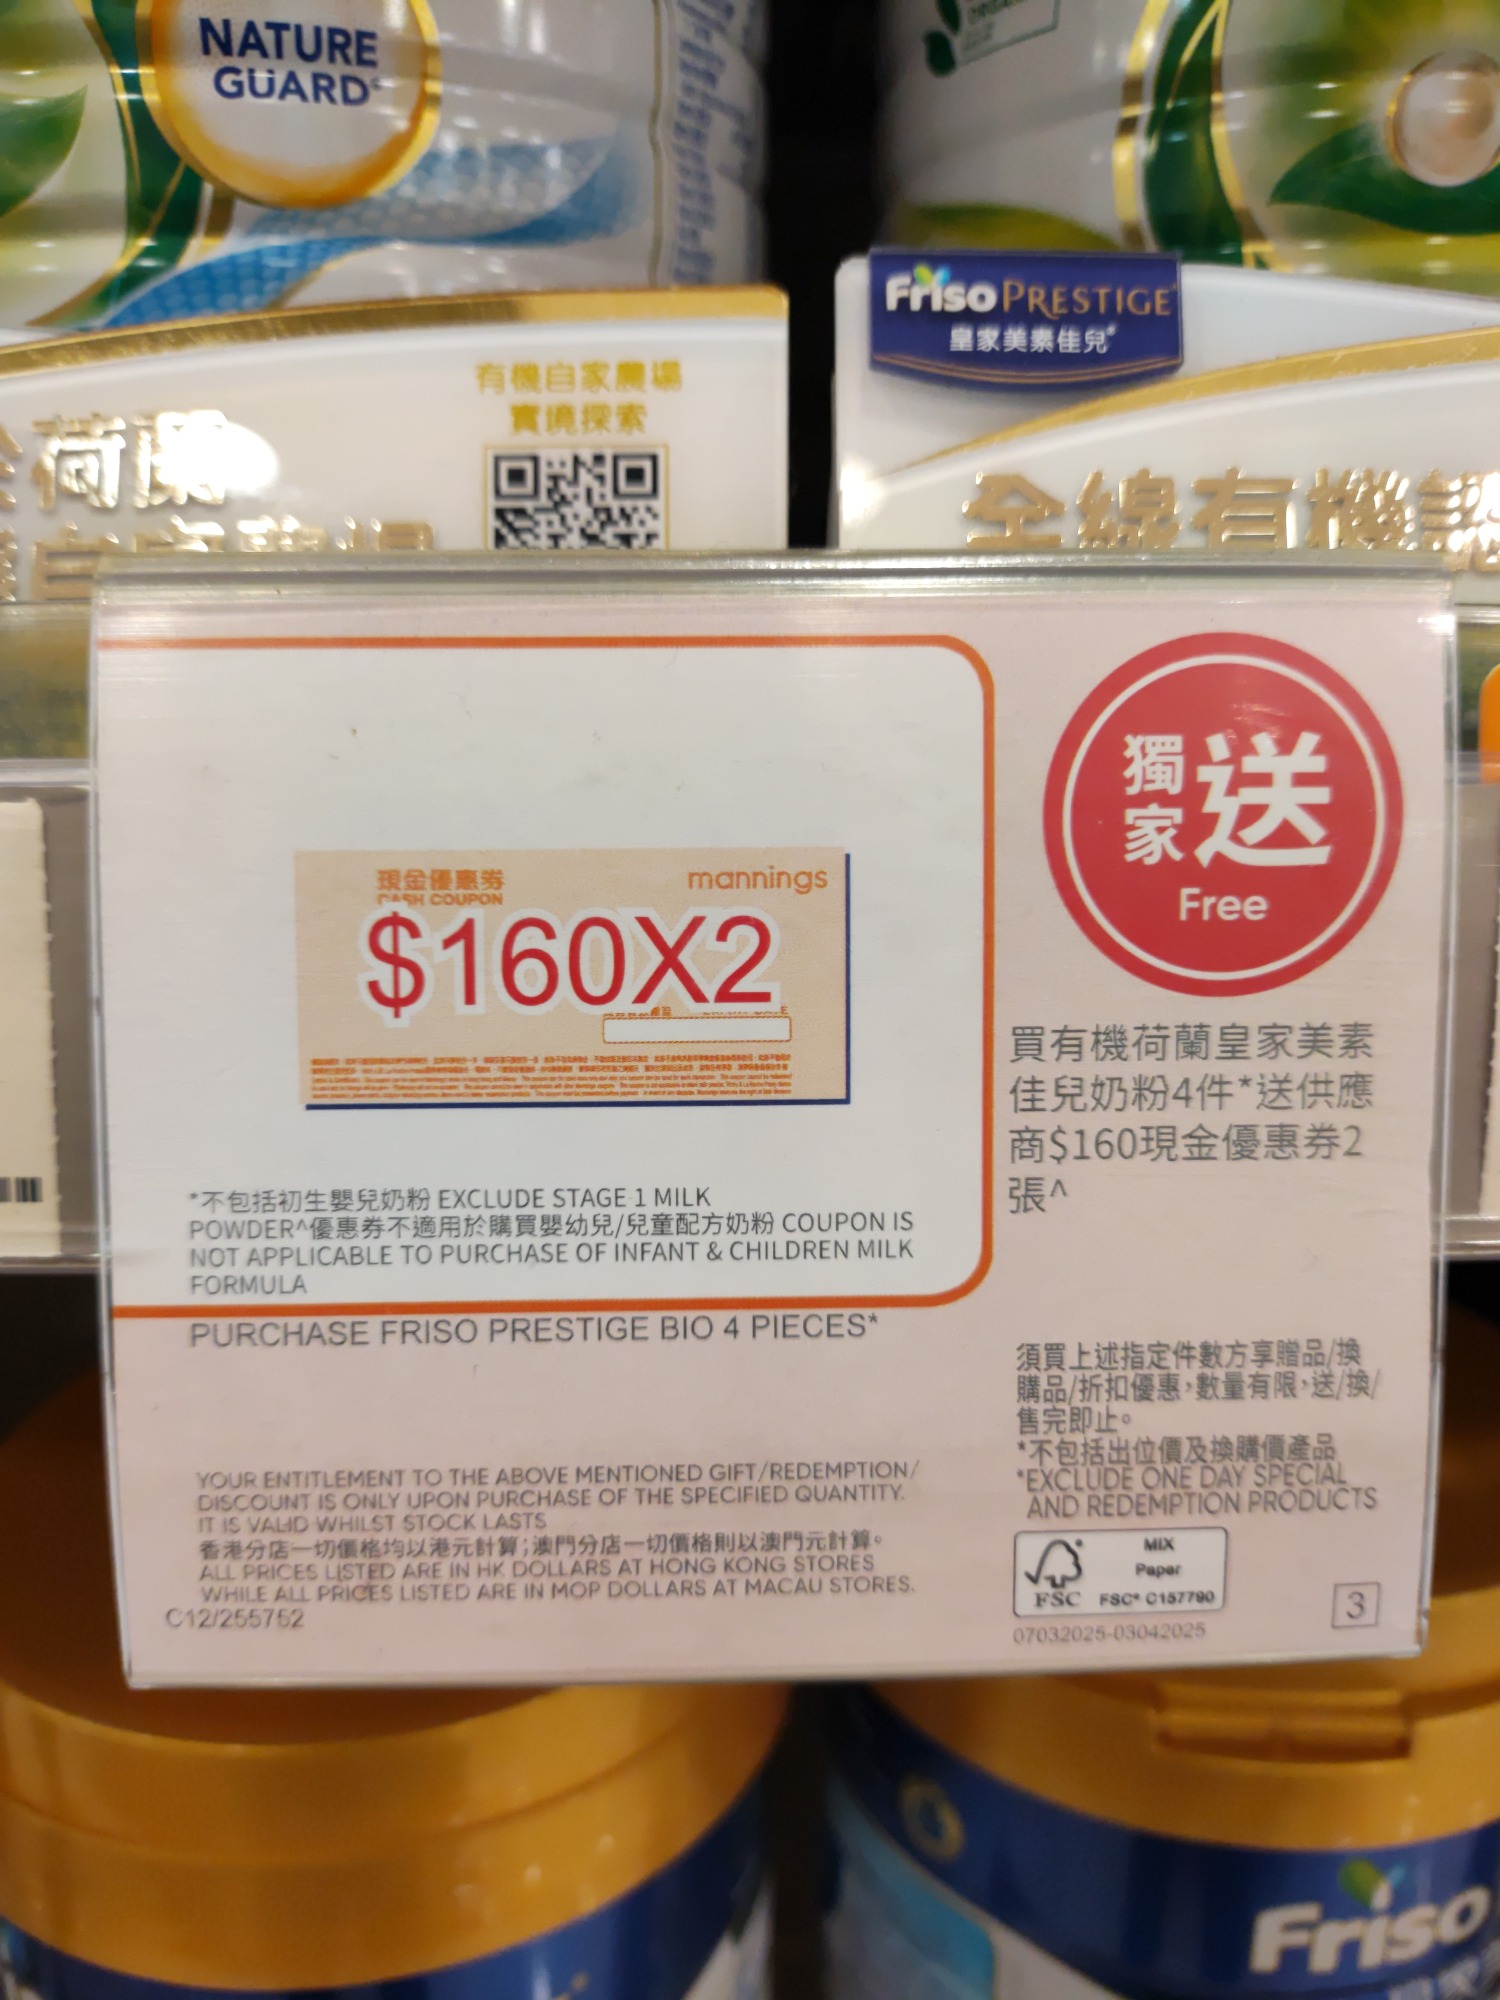 NATURE
GUARD
Friso PRESTIGE
皇家美素佳兒
有機自家農場
實境探索
荷蘭
全線有機認
現金優惠券
CASH COUPON
mannings
$160X2
獨家送
Free
買有機荷蘭皇家美素
佳兒奶粉4件*送供應
商$160現金優惠券2
張^
*不包括初生嬰兒奶粉 EXCLUDE STAGE 1 MILK
POWDER^優惠券不適用於購買嬰幼兒/兒童配方奶粉 COUPON IS
NOT APPLICABLE TO PURCHASE OF INFANT & CHILDREN MILK
FORMULA
PURCHASE FRISO PRESTIGE BIO 4 PIECES*
須買上述指定件數方享贈品/換
購品/折扣優惠，數量有限，送/換/
售完即止。
*不包括出位價及換購價產品
*EXCLUDE ONE DAY SPECIAL
AND REDEMPTION PRODUCTS
YOUR ENTITLEMENT TO THE ABOVE MENTIONED GIFT/REDEMPTION/
DISCOUNT IS ONLY UPON PURCHASE OF THE SPECIFIED QUANTITY.
IT IS VALID WHILST STOCK LASTS
香港分店一切價格均以港元計算；澳門分店一切價格則以澳門元計算。
ALL PRICES LISTED ARE IN HK DOLLARS AT HONG KONG STORES
WHILE ALL PRICES LISTED ARE IN MOP DOLLARS AT MACAU STORES.
C12/255752
FSC
MIX
Paper
FSC® C157790
07032025-03042025
3
Friso